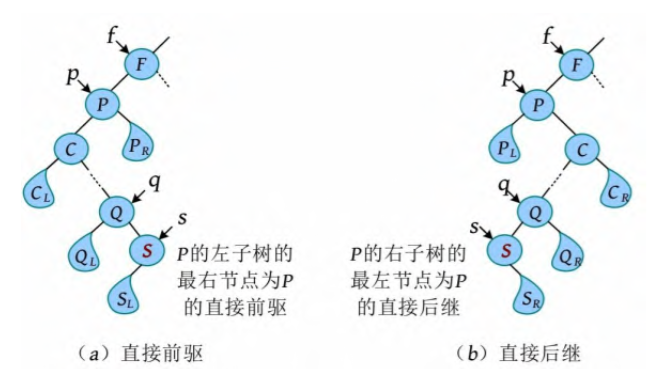 f
F
p
P
C
P_R
C_L
q
Q
s
Q_L
S
S_L
P的左子树的
最右节点为P
的直接前驱
(a) 直接前驱
f
F
p
P
P_L
C
C_R
q
Q
s
S
Q_R
S_R
P的右子树的
最左节点为P
的直接后继
(b) 直接后继